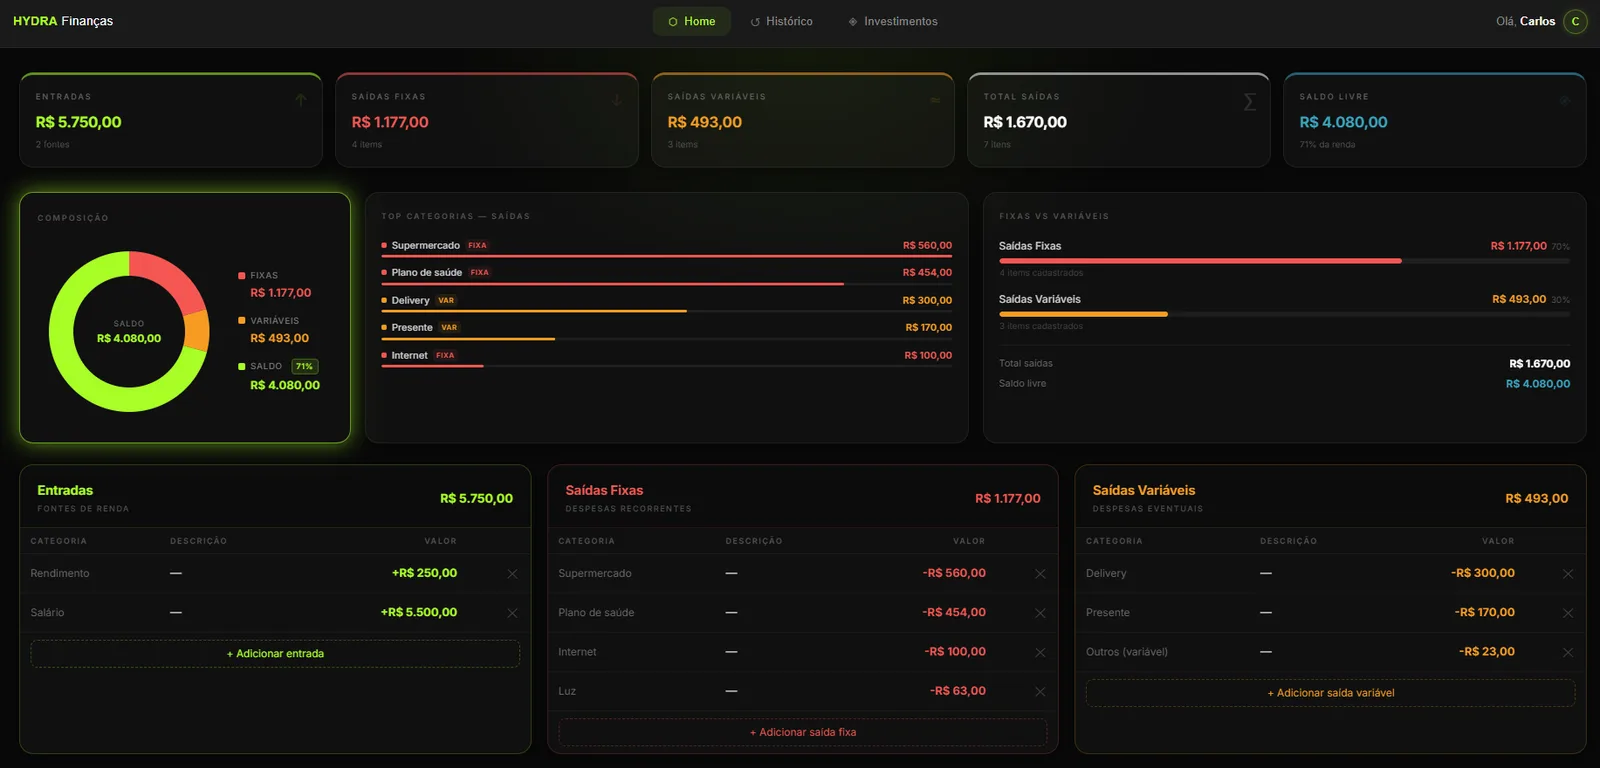 HYDRA Finanças
Home
Histórico
Investimentos
Olá, Carlos
C
ENTRADAS
R$ 5.750,00
2 fontes
SAÍDAS FIXAS
R$ 1.177,00
4 itens
SAÍDAS VARIÁVEIS
R$ 493,00
3 itens
TOTAL SAÍDAS
R$ 1.670,00
7 itens
Σ
SALDO LIVRE
R$ 4.080,00
71% da renda
COMPOSIÇÃO
SALDO
R$ 4.080,00
FIXAS
R$ 1.177,00
VARIÁVEIS
R$ 493,00
SALDO 71%
R$ 4.080,00
TOP CATEGORIAS — SAÍDAS
Supermercado FIXA R$ 560,00
Plano de saúde FIXA R$ 454,00
Delivery VAR R$ 300,00
Presente VAR R$ 170,00
Internet FIXA R$ 100,00
FIXAS VS VARIÁVEIS
Saídas Fixas R$ 1.177,00 70%
4 itens cadastrados
Saídas Variáveis R$ 493,00 30%
3 itens cadastrados
Total saídas R$ 1.670,00
Saldo livre R$ 4.080,00
Entradas
FONTES DE RENDA
R$ 5.750,00
CATEGORIA DESCRIÇÃO VALOR
Rendimento — +R$ 250,00
Salário — +R$ 5.500,00
+ Adicionar entrada
Saídas Fixas
DESPESAS RECORRENTES
R$ 1.177,00
CATEGORIA DESCRIÇÃO VALOR
Supermercado — -R$ 560,00
Plano de saúde — -R$ 454,00
Internet — -R$ 100,00
Luz — -R$ 63,00
+ Adicionar saída fixa
Saídas Variáveis
DESPESAS EVENTUAIS
R$ 493,00
CATEGORIA DESCRIÇÃO VALOR
Delivery — -R$ 300,00
Presente — -R$ 170,00
Outros (variável) — -R$ 23,00
+ Adicionar saída variável